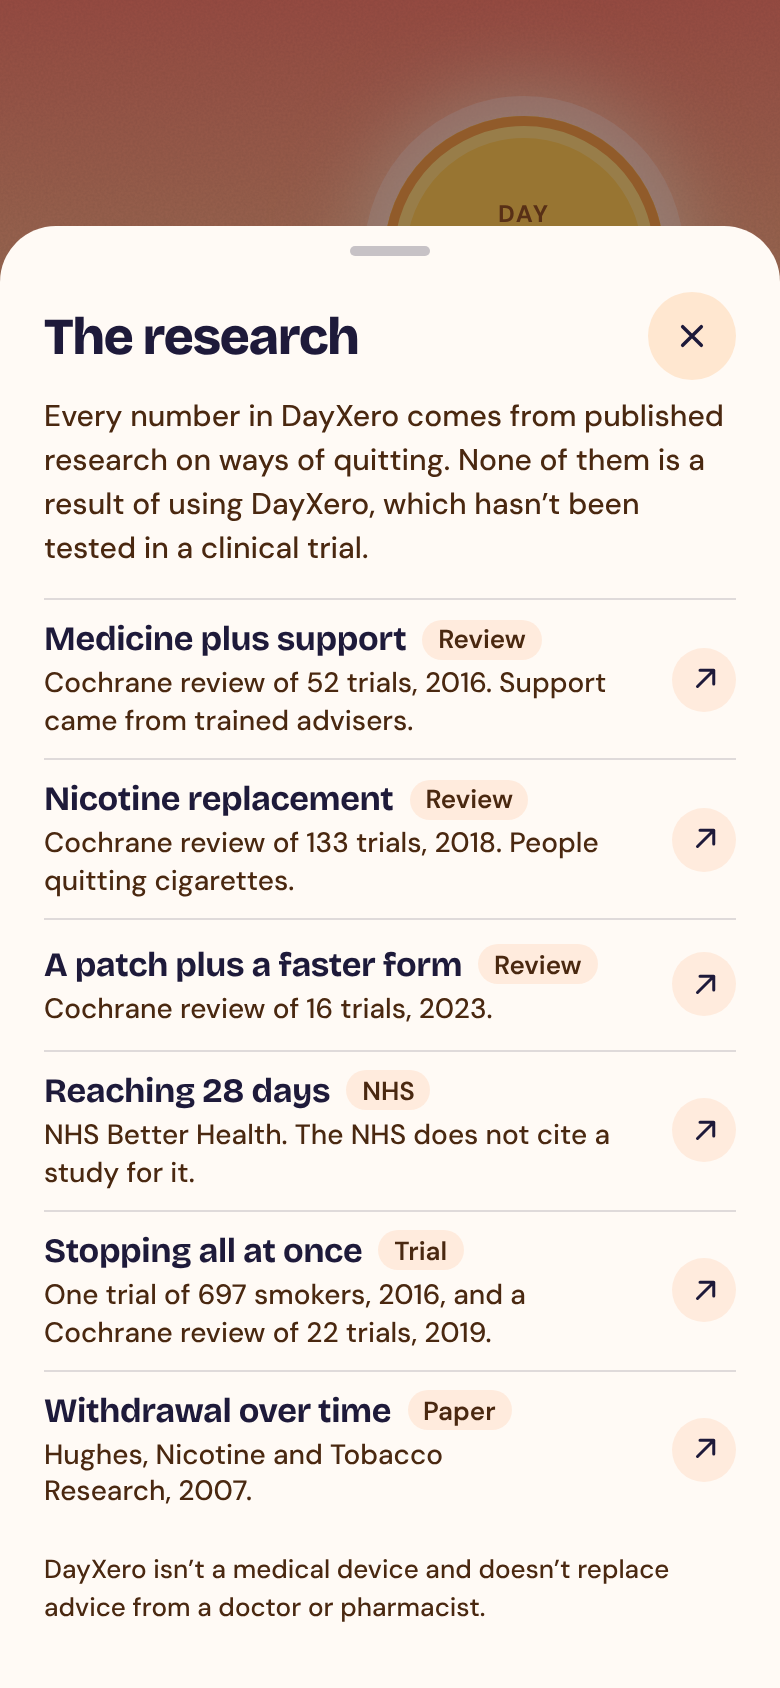 DAY
The research
Every number in DayXero comes from published
research on ways of quitting. None of them is a
result of using DayXero, which hasn’t been
tested in a clinical trial.
Medicine plus support Review
Cochrane review of 52 trials, 2016. Support
came from trained advisers.
Nicotine replacement Review
Cochrane review of 133 trials, 2018. People
quitting cigarettes.
A patch plus a faster form Review
Cochrane review of 16 trials, 2023.
Reaching 28 days NHS
NHS Better Health. The NHS does not cite a
study for it.
Stopping all at once Trial
One trial of 697 smokers, 2016, and a
Cochrane review of 22 trials, 2019.
Withdrawal over time Paper
Hughes, Nicotine and Tobacco
Research, 2007.
DayXero isn’t a medical device and doesn’t replace
advice from a doctor or pharmacist.